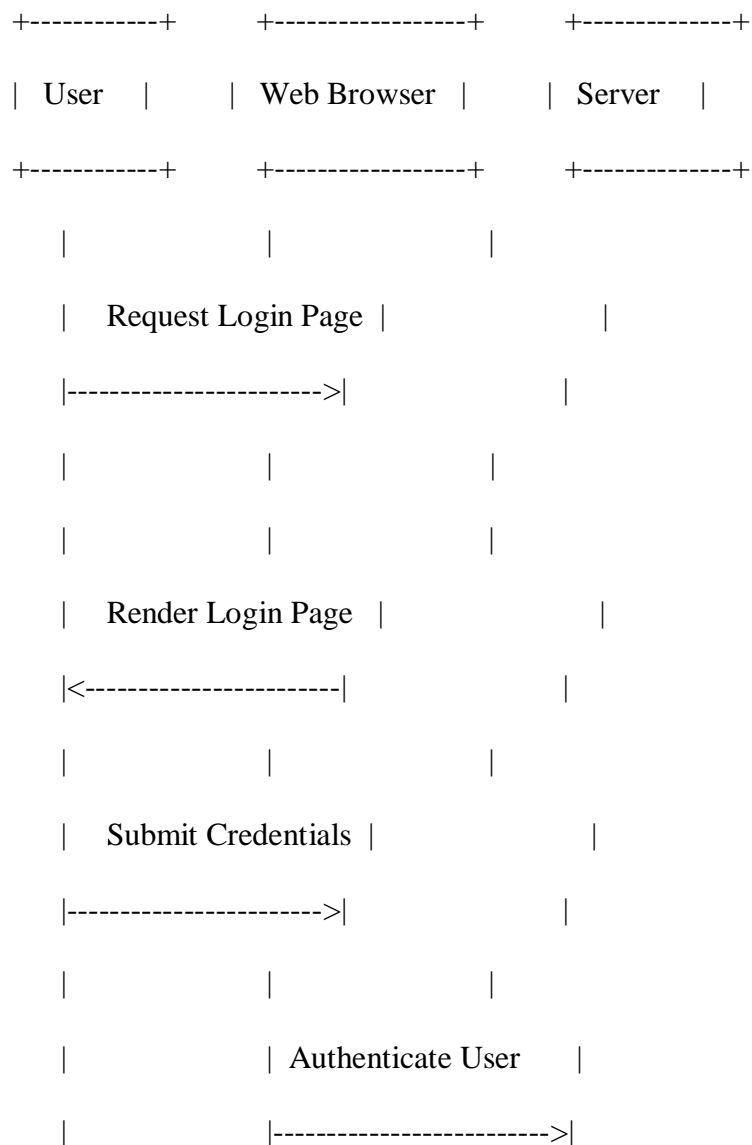 +------------+ +------------------+ +--------------+
| User | | Web Browser | | Server |
+------------+ +------------------+ +--------------+
| | |
| Request Login Page | |
|------------------------>| |
| | |
| | |
| Render Login Page | |
|<------------------------| |
| | |
| Submit Credentials | |
|------------------------>| |
| | |
| | Authenticate User |
| |-------------------------->|